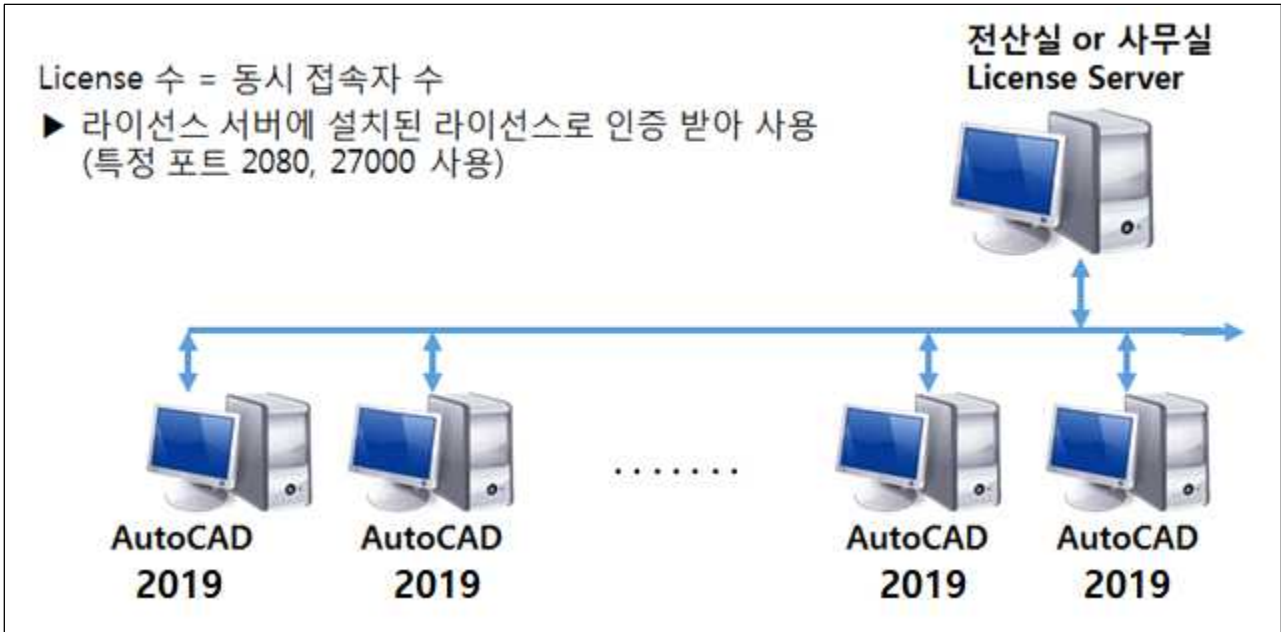 전산실 or 사무실
License Server
License 수 = 동시 접속자 수
▶ 라이선스 서버에 설치된 라이선스로 인증 받아 사용
(특정 포트 2080, 27000 사용)
.......
AutoCAD
2019
AutoCAD
2019
AutoCAD
2019
AutoCAD
2019